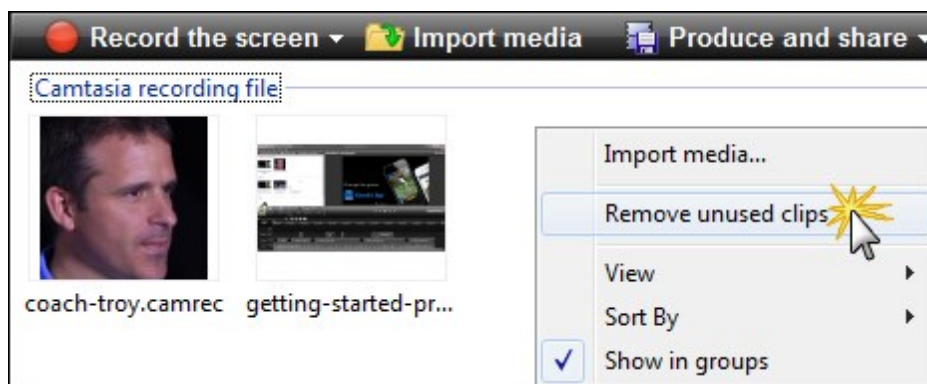 Record the screen Import media Produce and share
Camtasia recording file
Import media...
Remove unused clips
View
Sort By
Show in groups
coach-troy.camrec getting-started-pr...